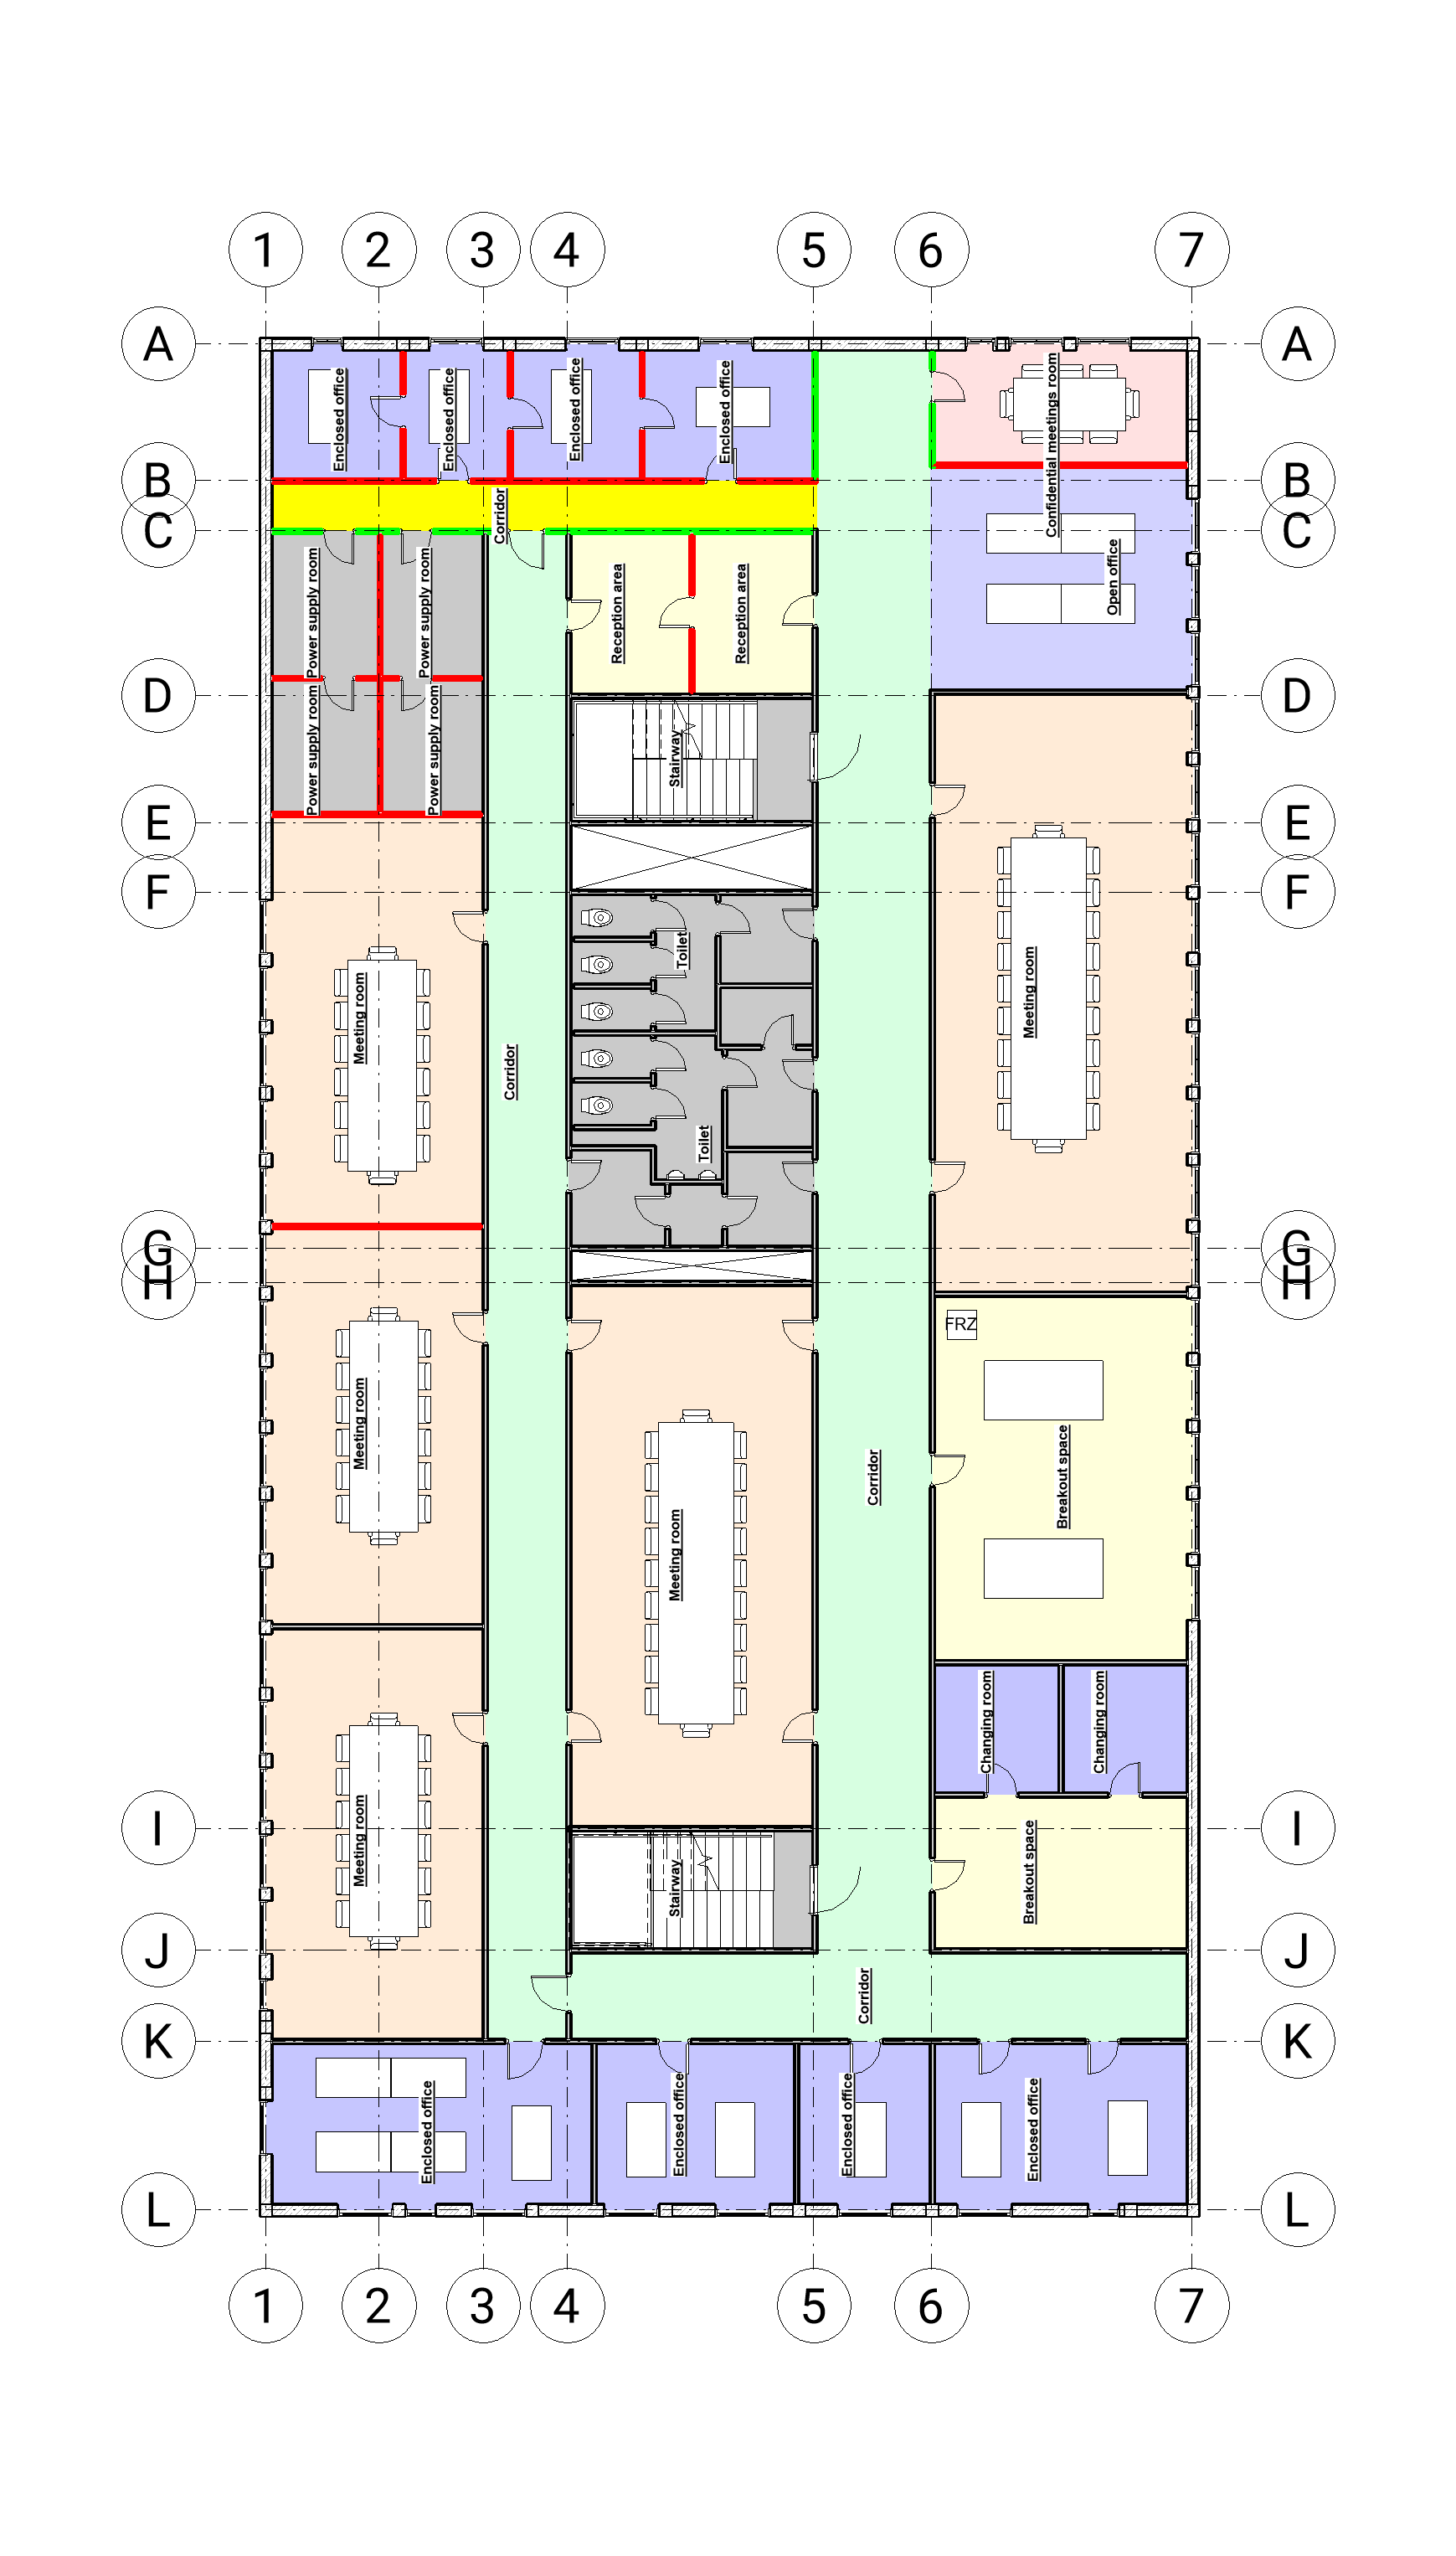 1 2 3 4 5 6 7
A A
Enclosed office
Enclosed office
Enclosed office
Enclosed office
Confidential meetings room
B B
Corridor
C C
Power supply room
Power supply room
Reception area
Reception area
Open office
D D
Power supply room
Power supply room
Stairway
E E
F F
Toilet
Meeting room
Meeting room
Corridor
Toilet
G G
H H
FRZ
Meeting room
Corridor
Breakout space
Meeting room
Changing room
Changing room
I I
Meeting room
Stairway
Breakout space
J J
Corridor
K K
Enclosed office
Enclosed office
Enclosed office
Enclosed office
L L
1 2 3 4 5 6 7